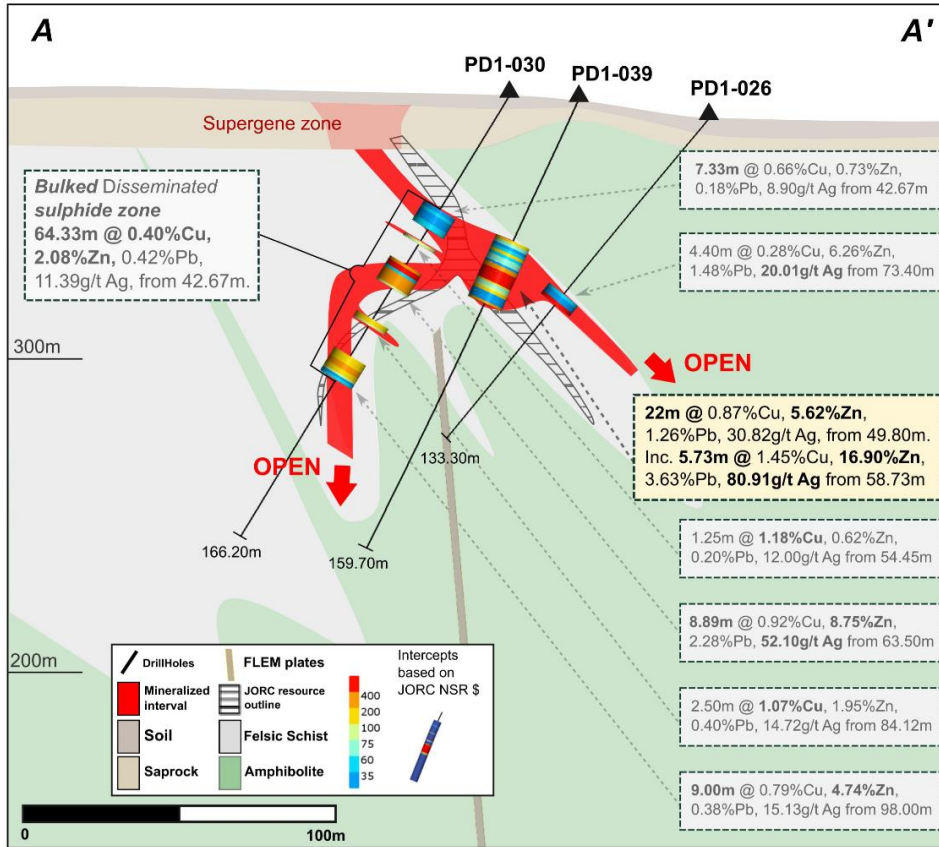 A
A'
PD1-030
PD1-039
PD1-026
Supergene zone
Bulked Disseminated
sulphide zone
64.33m @ 0.40%Cu,
2.08%Zn, 0.42%Pb,
11.39g/t Ag, from 42.67m.
7.33m @ 0.66%Cu, 0.73%Zn,
0.18%Pb, 8.90g/t Ag from 42.67m
4.40m @ 0.28%Cu, 6.26%Zn,
1.48%Pb, 20.01g/t Ag from 73.40m
300m
OPEN
22m @ 0.87%Cu, 5.62%Zn,
1.26%Pb, 30.82g/t Ag, from 49.80m.
Inc. 5.73m @ 1.45%Cu, 16.90%Zn,
3.63%Pb, 80.91g/t Ag from 58.73m
OPEN
133.30m
166.20m
159.70m
1.25m @ 1.18%Cu, 0.62%Zn,
0.20%Pb, 12.00g/t Ag from 54.45m
8.89m @ 0.92%Cu, 8.75%Zn,
2.28%Pb, 52.10g/t Ag from 63.50m
2.50m @ 1.07%Cu, 1.95%Zn,
0.40%Pb, 14.72g/t Ag from 84.12m
9.00m @ 0.79%Cu, 4.74%Zn,
0.38%Pb, 15.13g/t Ag from 98.00m
200m
DrillHoles
FLEM plates
Mineralized
interval
JORC resource
outline
Soil
Felsic Schist
Saprock
Amphibolite
Intercepts
based on
JORC NSR $
400
200
100
75
60
35
0
100m